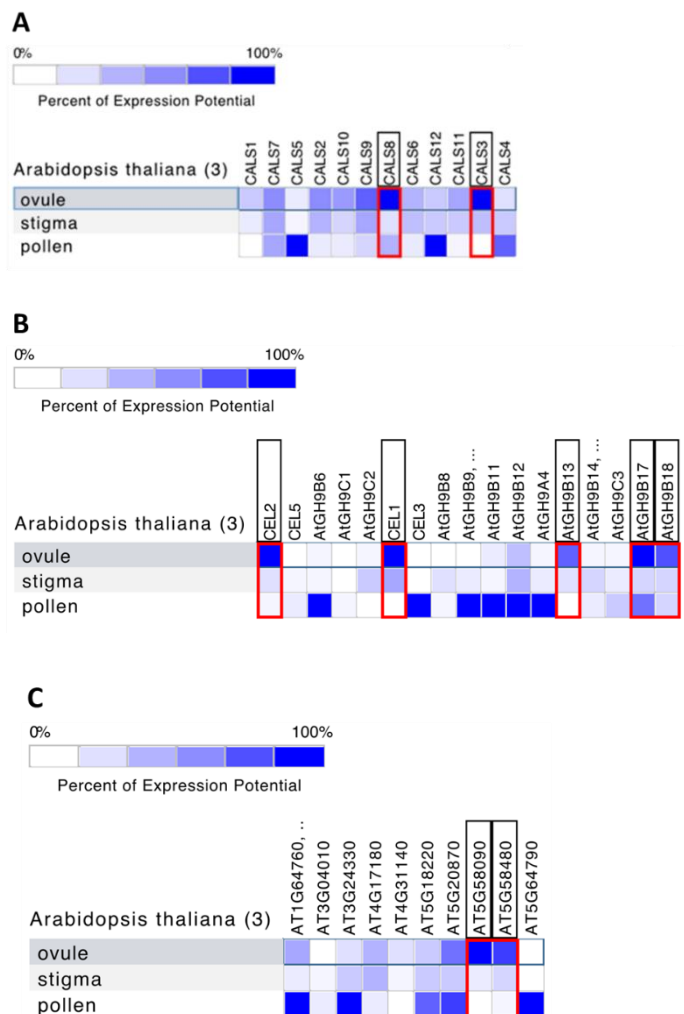 A
0% 100%
Percent of Expression Potential
Arabidopsis thaliana (3) CALS1 CALS7 CALS5 CALS2 CALS10 CALS9 CALS8 CALS6 CALS12 CALS11 CALS3 CALS4
ovule
stigma
pollen
B
0% 100%
Percent of Expression Potential
Arabidopsis thaliana (3) CEL2 CEL5 AtGH9B6 AtGH9C1 AtGH9C2 CEL1 CEL3 AtGH9B8 AtGH9B9, ... AtGH9B11 AtGH9B12 AtGH9A4 AtGH9B13 AtGH9B14, ... AtGH9C3 AtGH9B17 AtGH9B18
ovule
stigma
pollen
C
0% 100%
Percent of Expression Potential
Arabidopsis thaliana (3) AT1G64760, .. AT3G04010 AT3G24330 AT4G17180 AT4G31140 AT5G18220 AT5G20870 AT5G58090 AT5G58480 AT5G64790
ovule
stigma
pollen